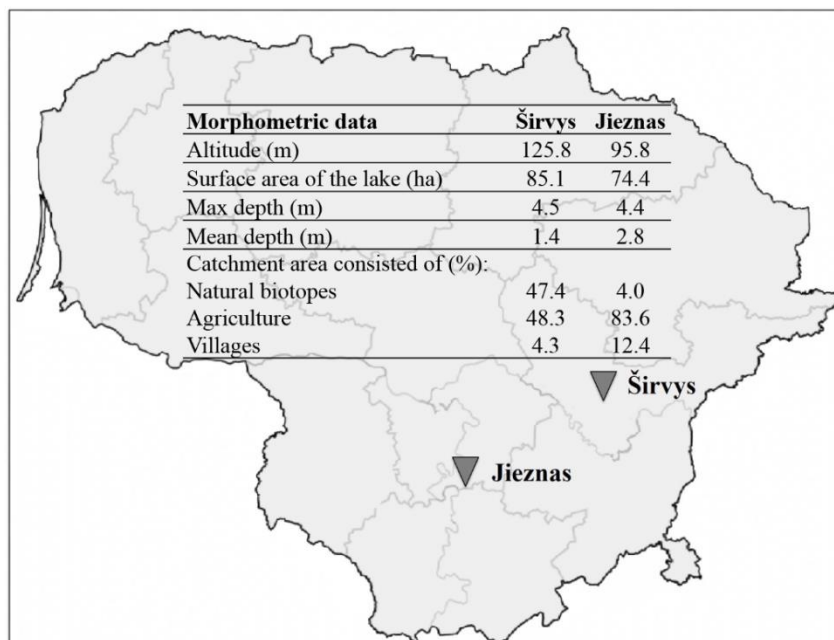 Morphometric data Širvys Jieznas
Altitude (m) 125.8 95.8
Surface area of the lake (ha) 85.1 74.4
Max depth (m) 4.5 4.4
Mean depth (m) 1.4 2.8
Catchment area consisted of (%):
Natural biotopes 47.4 4.0
Agriculture 48.3 83.6
Villages 4.3 12.4
Širvys
Jieznas